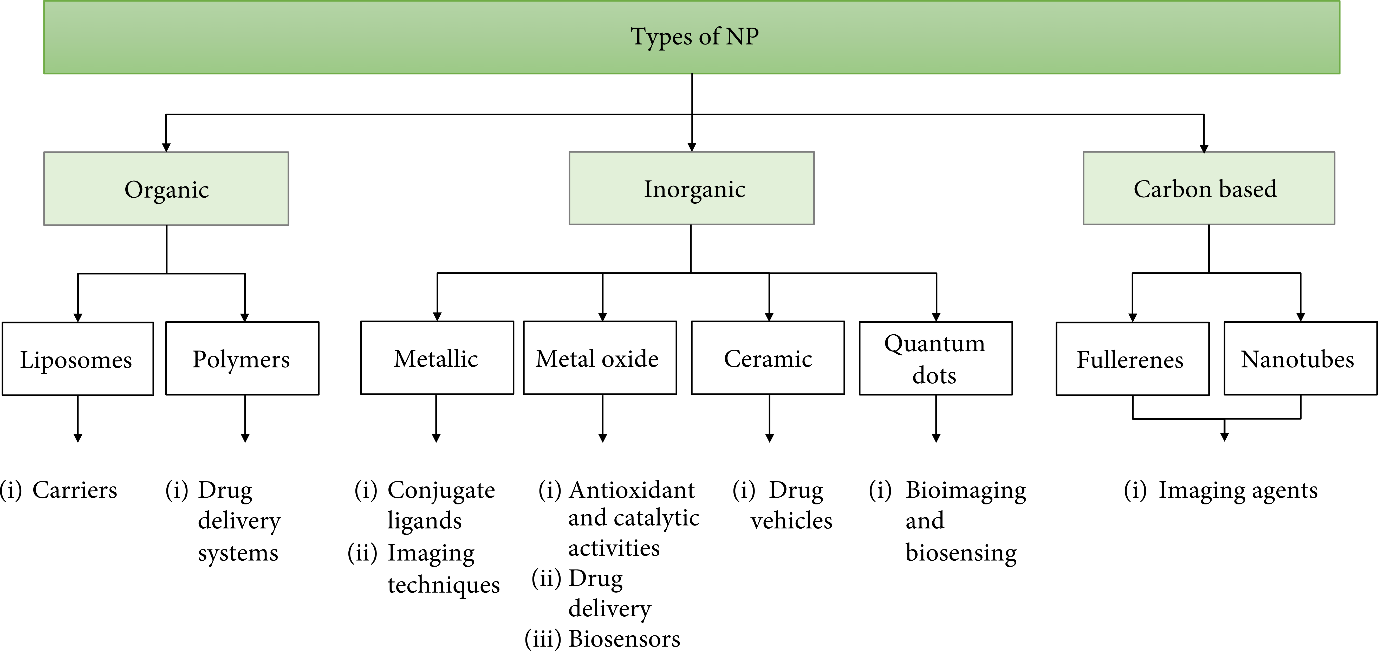 Types of NP
Organic
Inorganic
Carbon based
Liposomes
Polymers
Metallic
Metal oxide
Ceramic
Quantum
dots
Fullerenes
Nanotubes
(i) Carriers
(i) Drug
delivery
systems
(i) Conjugate
ligands
(ii) Imaging
techniques
(i) Antioxidant
and catalytic
activities
(ii) Drug
delivery
(iii) Biosensors
(i) Drug
vehicles
(i) Bioimaging
and
biosensing
(i) Imaging agents